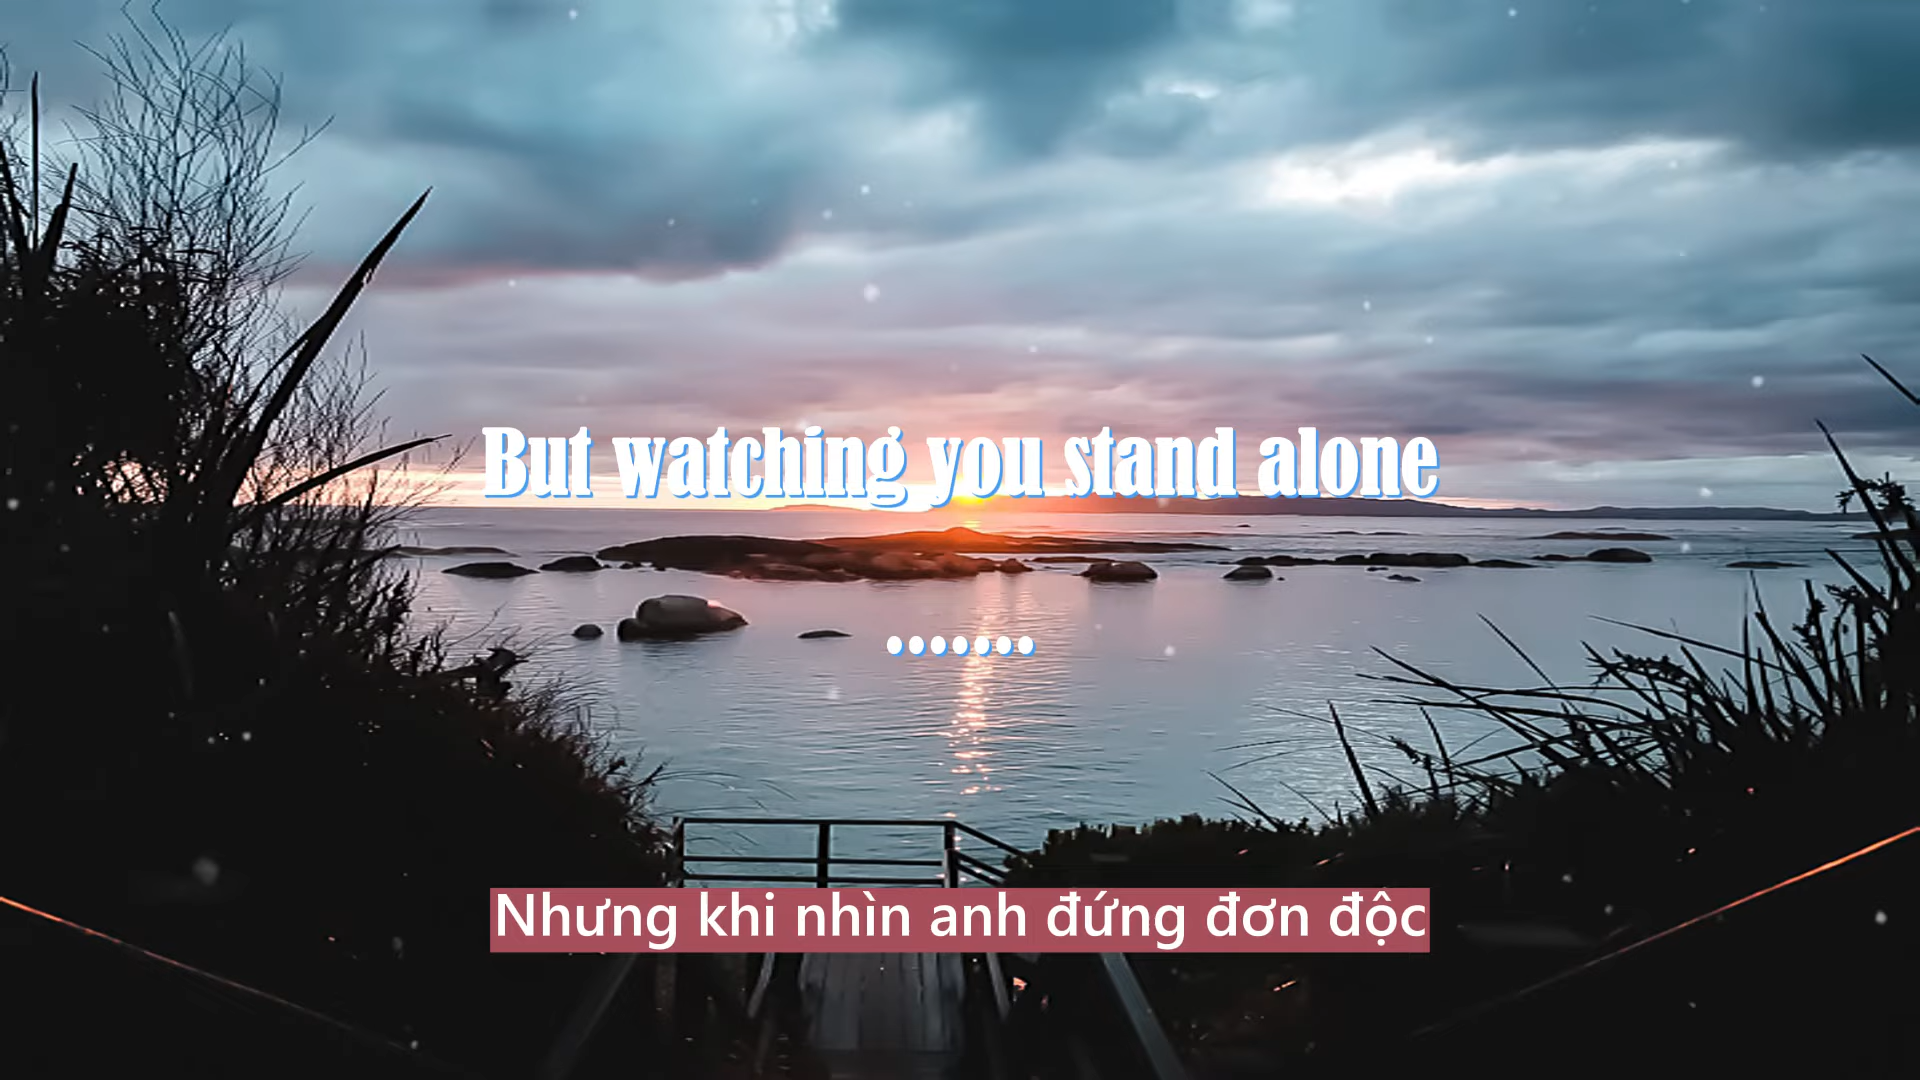 But watching you stand alone
.......
Nhưng khi nhìn anh đứng đơn độc